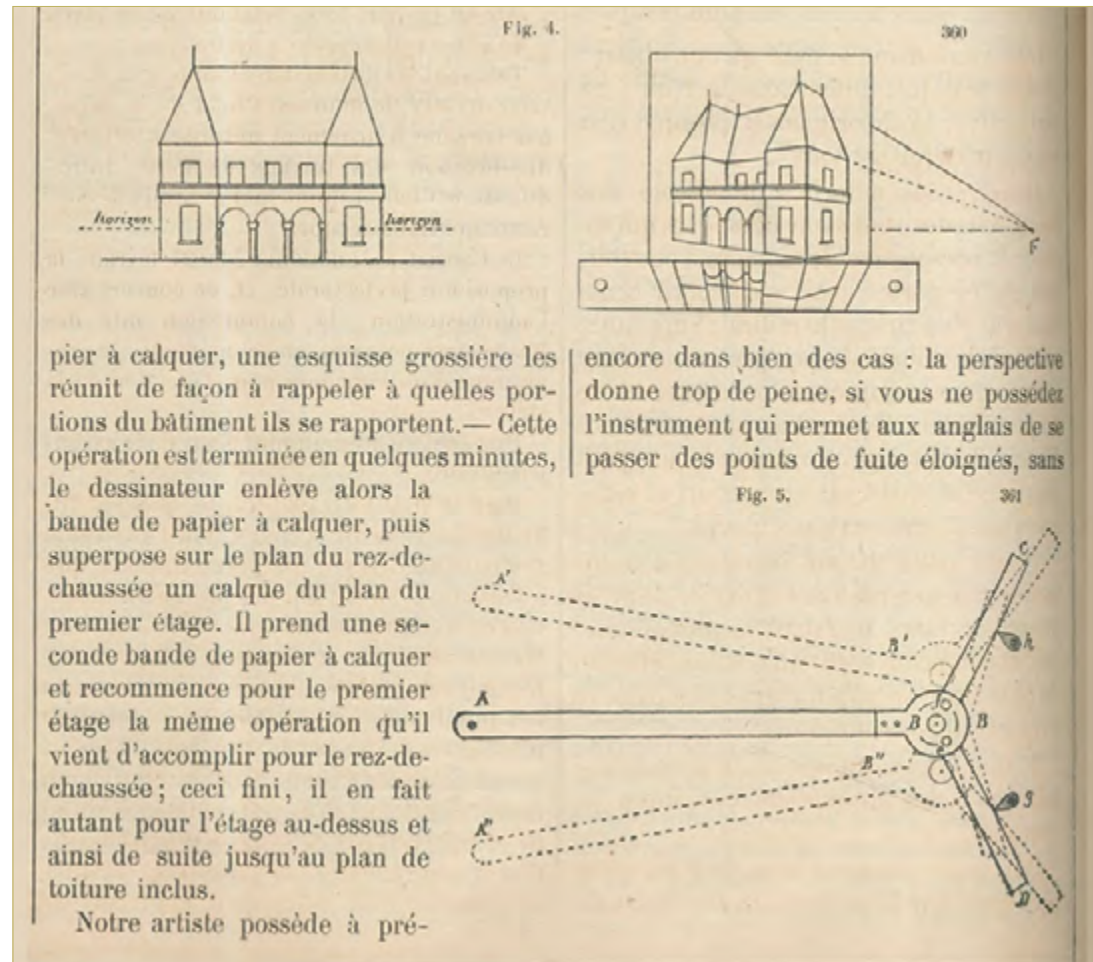 Fig. 4.
360
horizon
horizon
F
pier à calquer, une esquisse grossière les
réunit de façon à rappeler à quelles por-
tions du bâtiment ils se rapportent.— Cette
opération est terminée en quelques minutes,
le dessinateur enlève alors la
bande de papier à calquer, puis
superpose sur le plan du rez-de-
chaussée un calque du plan du
premier étage. Il prend une se-
conde bande de papier à calquer
et recommence pour le premier
étage la même opération qu'il
vient d'accomplir pour le rez-de-
chaussée; ceci fini, il en fait
autant pour l'étage au-dessus et
ainsi de suite jusqu'au plan de
toiture inclus.
Notre artiste possède à pré-
encore dans bien des cas : la perspective
donne trop de peine, si vous ne possédez
l'instrument qui permet aux anglais de se
passer des points de fuite éloignés, sans
Fig. 5.
361
C
A'
B'
h
A
B
B
B"
g
A"
D